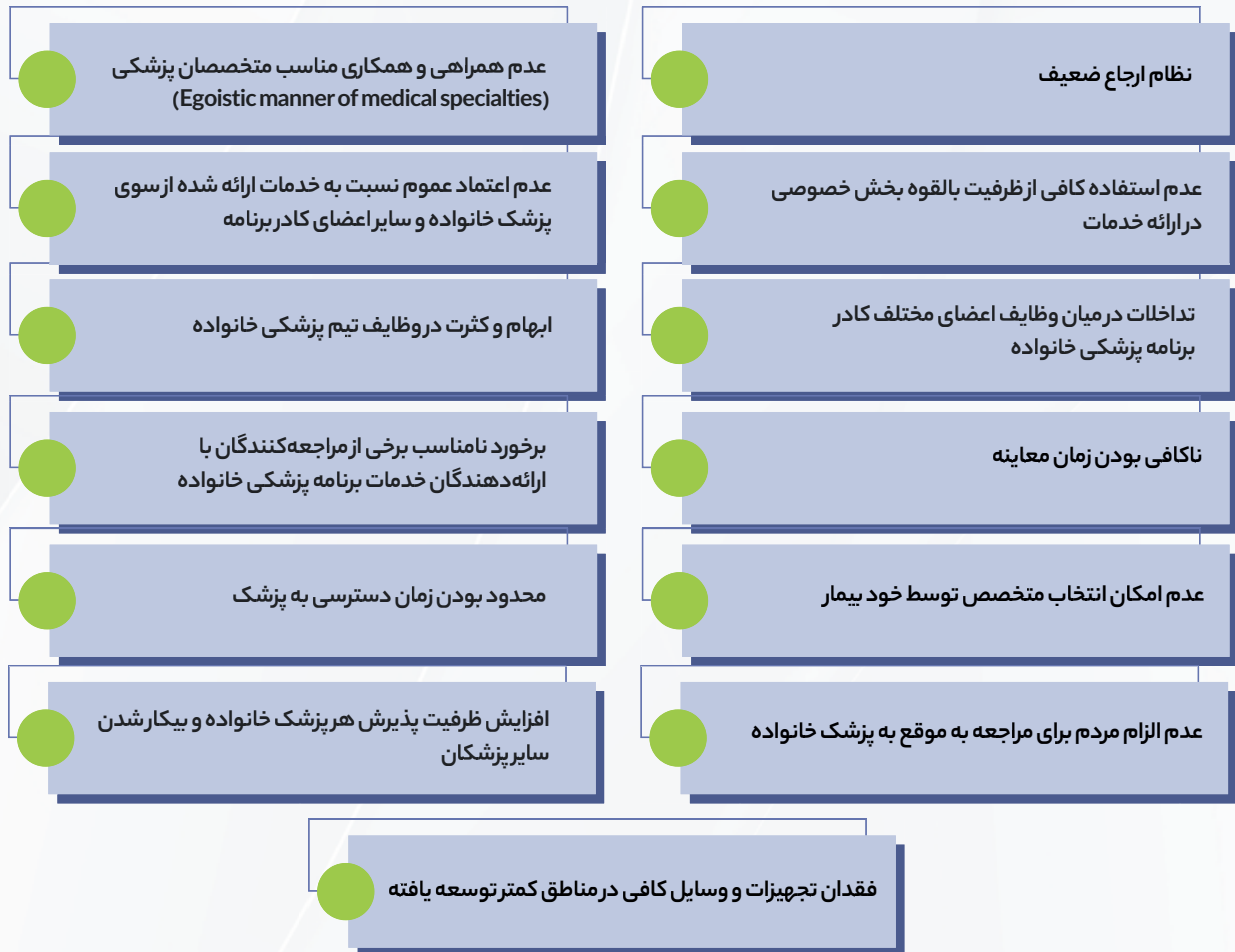 نظام ارجاع ضعیف
عدم همراهی و همکاری مناسب متخصصان پزشکی
(Egoistic manner of medical specialties)
عدم استفاده کافی از ظرفیت بالقوه بخش خصوصی
در ارائه خدمات
عدم اعتماد عموم نسبت به خدمات ارائه شده از سوی
پزشک خانواده و سایر اعضای کادر برنامه
تداخلات در میان وظایف اعضای مختلف کادر
برنامه پزشکی خانواده
ابهام و کثرت در وظایف تیم پزشکی خانواده
ناکافی بودن زمان معاینه
برخورد نامناسب برخی از مراجعه‌کنندگان با
ارائه‌دهندگان خدمات برنامه پزشکی خانواده
عدم امکان انتخاب متخصص توسط خود بیمار
محدود بودن زمان دسترسی به پزشک
عدم الزام مردم برای مراجعه به موقع به پزشک خانواده
افزایش ظرفیت پذیرش هر پزشک خانواده و بیکار شدن
سایر پزشکان
فقدان تجهیزات و وسایل کافی در مناطق کمتر توسعه یافته